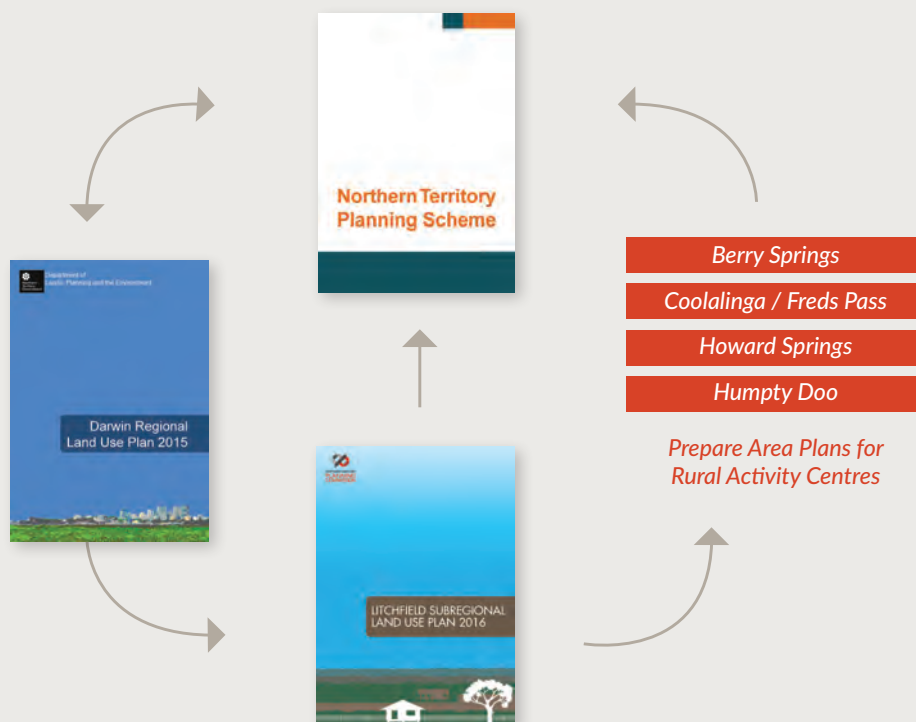 Northern Territory
Planning Scheme
Department of
Lands, Planning and the Environment
Darwin Regional
Land Use Plan 2015
LITCHFIELD SUBREGIONAL
LAND USE PLAN 2016
Berry Springs
Coolalinga / Freds Pass
Howard Springs
Humpty Doo
Prepare Area Plans for
Rural Activity Centres